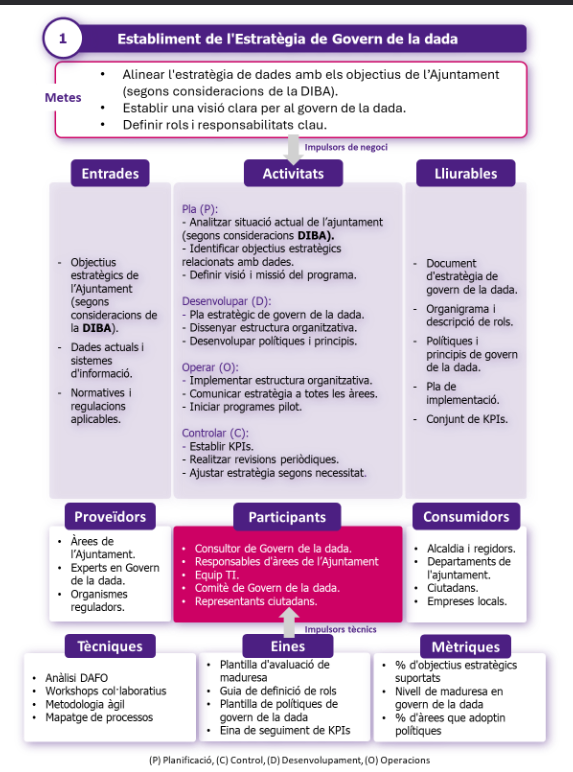 1
Establiment de l'Estratègia de Govern de la dada
Metes
• Alinear l'estratègia de dades amb els objectius de l'Ajuntament
(segons consideracions de la DIBA).
• Establir una visió clara per al govern de la dada.
• Definir rols i responsabilitats clau.
Impulsors de negoci
Entrades
- Objectius
estratègics de
l'Ajuntament
(segons
consideracions de
la DIBA).
- Dades actuals i
sistemes
d'informació.
- Normatives i
regulacions
aplicables.
Activitats
Pla (P):
- Analitzar situació actual de l'ajuntament
(segons consideracions DIBA).
- Identificar objectius estratègics
relacionats amb dades.
- Definir visió i missió del programa.
Desenvolupar (D):
- Pla estratègic de govern de la dada.
- Dissenyar estructura organitzativa.
- Desenvolupar polítiques i principis.
Operar (O):
- Implementar estructura organitzativa.
- Comunicar estratègia a totes les àrees.
- Iniciar programes pilot.
Controlar (C):
- Establir KPIs.
- Realitzar revisions periòdiques.
- Ajustar estratègia segons necessitat.
Lliurables
- Document
d'estratègia de
govern de la dada.
- Organigrama i
descripció de rols.
- Polítiques i
principis de govern
de la dada.
- Pla de
implementació.
- Conjunt de KPIs.
Proveïdors
• Àrees de
l'Ajuntament.
• Experts en Govern
de la dada.
• Organismes
reguladors.
Participants
• Consultor de Govern de la dada.
• Responsables d'àrees de l'Ajuntament
• Equip TI.
• Comitè de Govern de la dada.
• Representants ciutadans.
Consumidors
• Alcaldia i regidors.
• Departaments de
l'ajuntament.
• Ciutadans.
• Empreses locals.
Impulsors tècnics
Tècniques
• Anàlisi DAFO
• Workshops col·laboratius
• Metodologia àgil
• Mapatge de processos
Eines
• Plantilla d'avaluació de
maduresa
• Guia de definició de rols
• Plantilla de polítiques de
govern de la dada
• Eina de seguiment de KPIs
Mètriques
• % d'objectius estratègics
suportats
• Nivell de maduresa en
govern de la dada
• % d'àrees que adoptin
polítiques
(P) Planificació, (C) Control, (D) Desenvolupament, (O) Operacions